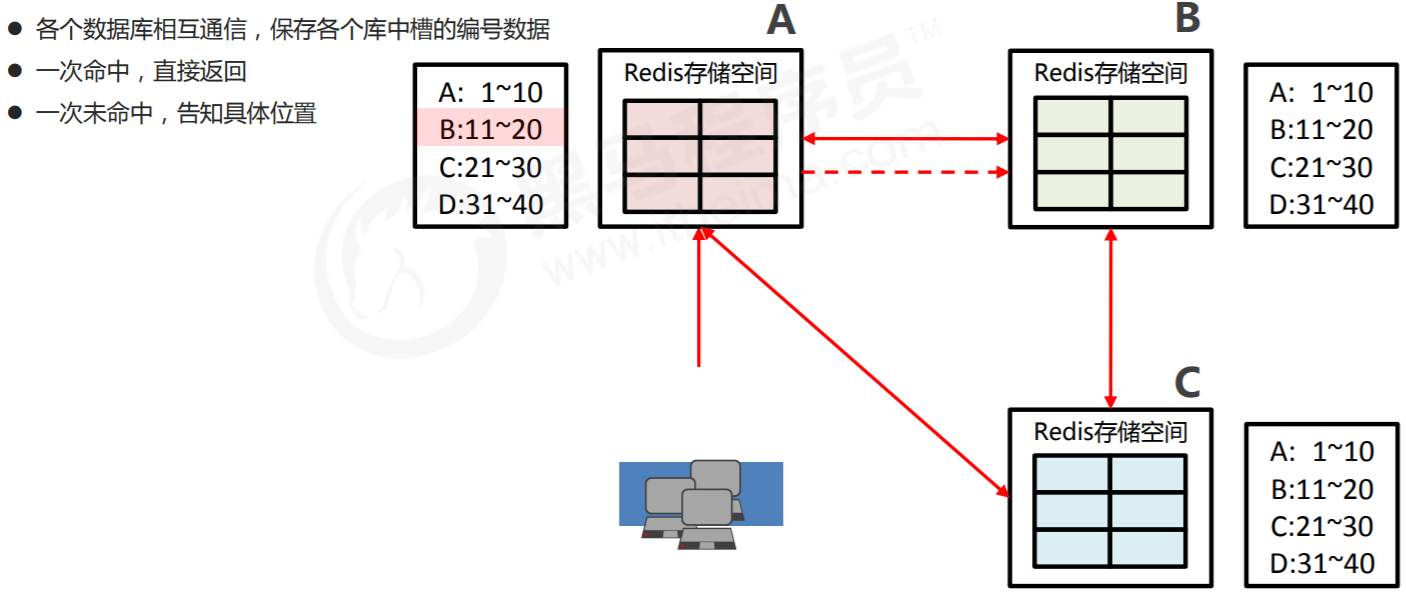 各个数据库相互通信，保存各个库中槽的编号数据
一次命中，直接返回
一次未命中，告知具体位置
A
Redis存储空间
A: 1~10
B:11~20
C:21~30
D:31~40
B
Redis存储空间
A: 1~10
B:11~20
C:21~30
D:31~40
C
Redis存储空间
A: 1~10
B:11~20
C:21~30
D:31~40
黑马程序员™
www.itheima.com